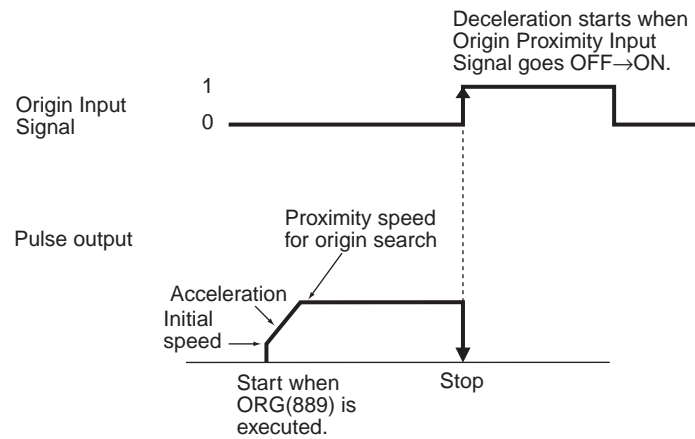 Deceleration starts when
Origin Proximity Input
Signal goes OFF→ON.
1
Origin Input
Signal
0
Proximity speed
for origin search
Pulse output
Acceleration
Initial
speed
Start when
ORG(889) is
executed.
Stop